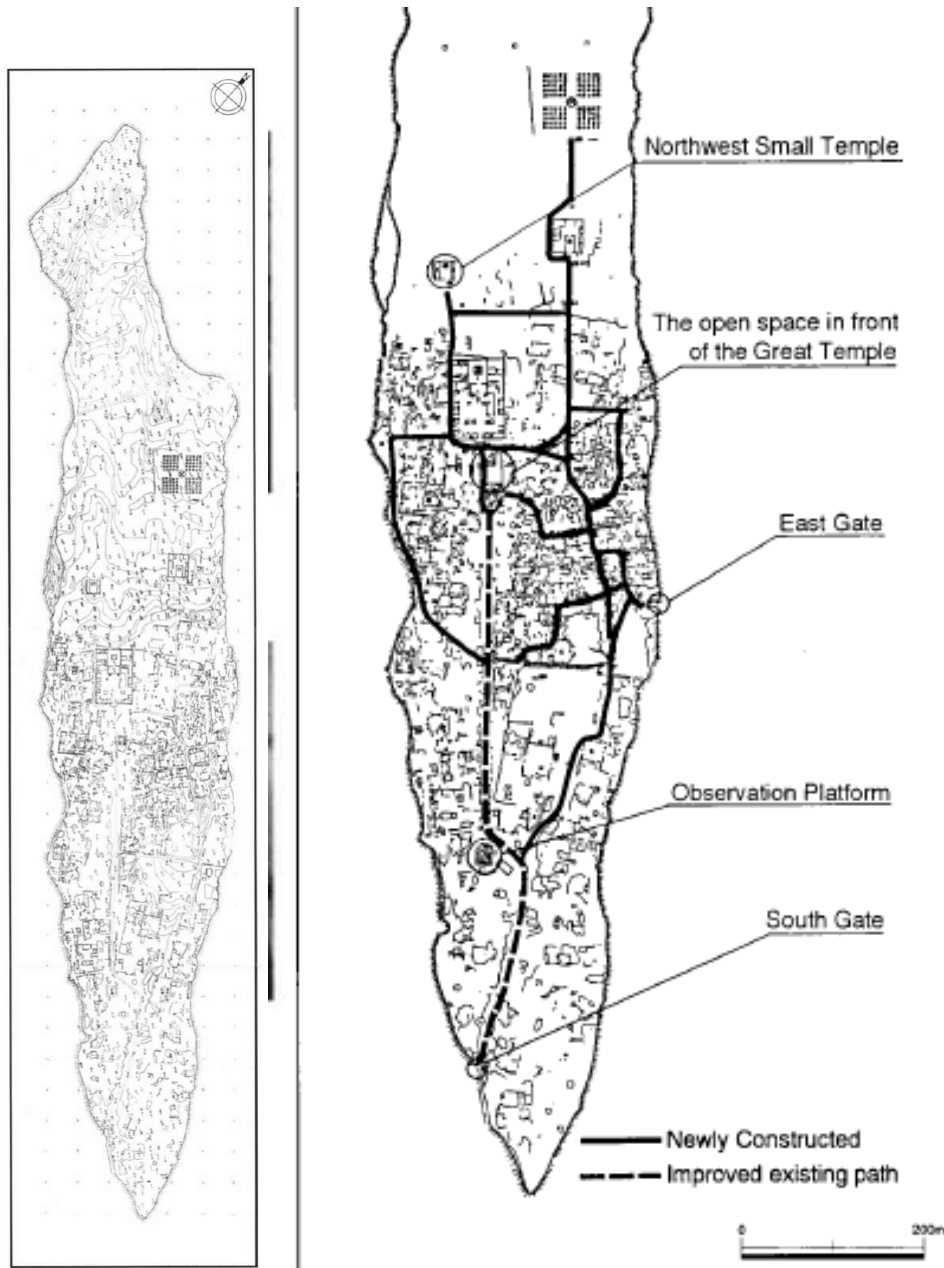 N
Northwest Small Temple
The open space in front
of the Great Temple
East Gate
Observation Platform
South Gate
Newly Constructed
Improved existing path
0
200m